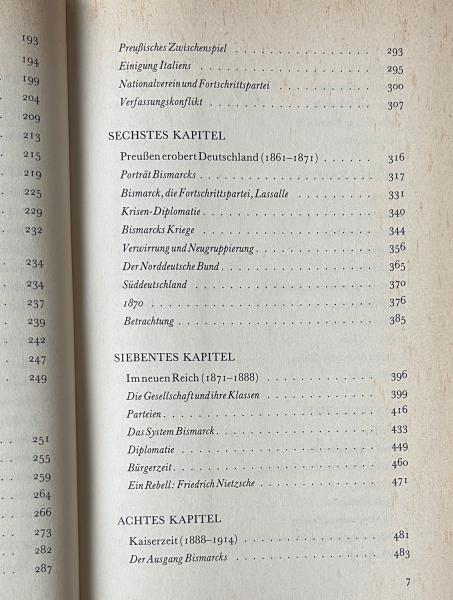 193
194
199
204
209
213
215
219
225
229
232
234
234
237
239
242
247
249
251
255
259
264
266
273
282
287
Preußisches Zwischenspiel . . . . . . . . . . . . 293
Einigung Italiens . . . . . . . . . . . . 295
Nationalverein und Fortschrittspartei . . . . . . . . 300
Verfassungskonflikt . . . . . . . . . . . . 307
SECHSTES KAPITEL
Preußen erobert Deutschland (1861–1871) . . . . . . 316
Porträt Bismarcks . . . . . . . . . . . . 317
Bismarck, die Fortschrittspartei, Lassalle . . . . . . . 331
Krisen-Diplomatie . . . . . . . . . . . . 340
Bismarcks Kriege . . . . . . . . . . . . 344
Verwirrung und Neugruppierung . . . . . . . . . . 356
Der Norddeutsche Bund . . . . . . . . . . . . 365
Süddeutschland . . . . . . . . . . . . 370
1870 . . . . . . . . . . . . 376
Betrachtung . . . . . . . . . . . . 385
SIEBENTES KAPITEL
Im neuen Reich (1871–1888) . . . . . . . . . . 396
Die Gesellschaft und ihre Klassen . . . . . . . . . . 399
Parteien . . . . . . . . . . . . 416
Das System Bismarck . . . . . . . . . . . . 433
Diplomatie . . . . . . . . . . . . 449
Bürgerzeit . . . . . . . . . . . . 460
Ein Rebell: Friedrich Nietzsche . . . . . . . . . . 471
ACHTES KAPITEL
Kaiserzeit (1888–1914) . . . . . . . . . . . . 481
Der Ausgang Bismarcks . . . . . . . . . . . . 483
7